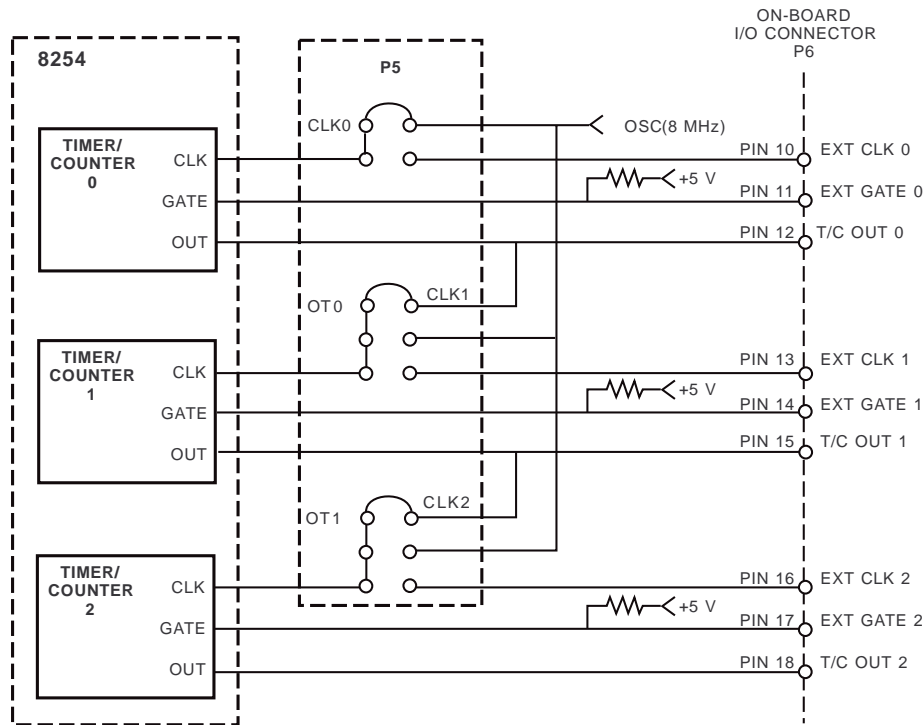 ON-BOARD
I/O CONNECTOR
P6
8254
P5
CLK0
OSC(8 MHz)
TIMER/
COUNTER
0
CLK
GATE
OUT
PIN 10
EXT CLK 0
+5 V
PIN 11
EXT GATE 0
PIN 12
T/C OUT 0
OT0
CLK1
TIMER/
COUNTER
1
CLK
GATE
OUT
PIN 13
EXT CLK 1
+5 V
PIN 14
EXT GATE 1
PIN 15
T/C OUT 1
OT1
CLK2
TIMER/
COUNTER
2
CLK
GATE
OUT
PIN 16
EXT CLK 2
+5 V
PIN 17
EXT GATE 2
PIN 18
T/C OUT 2